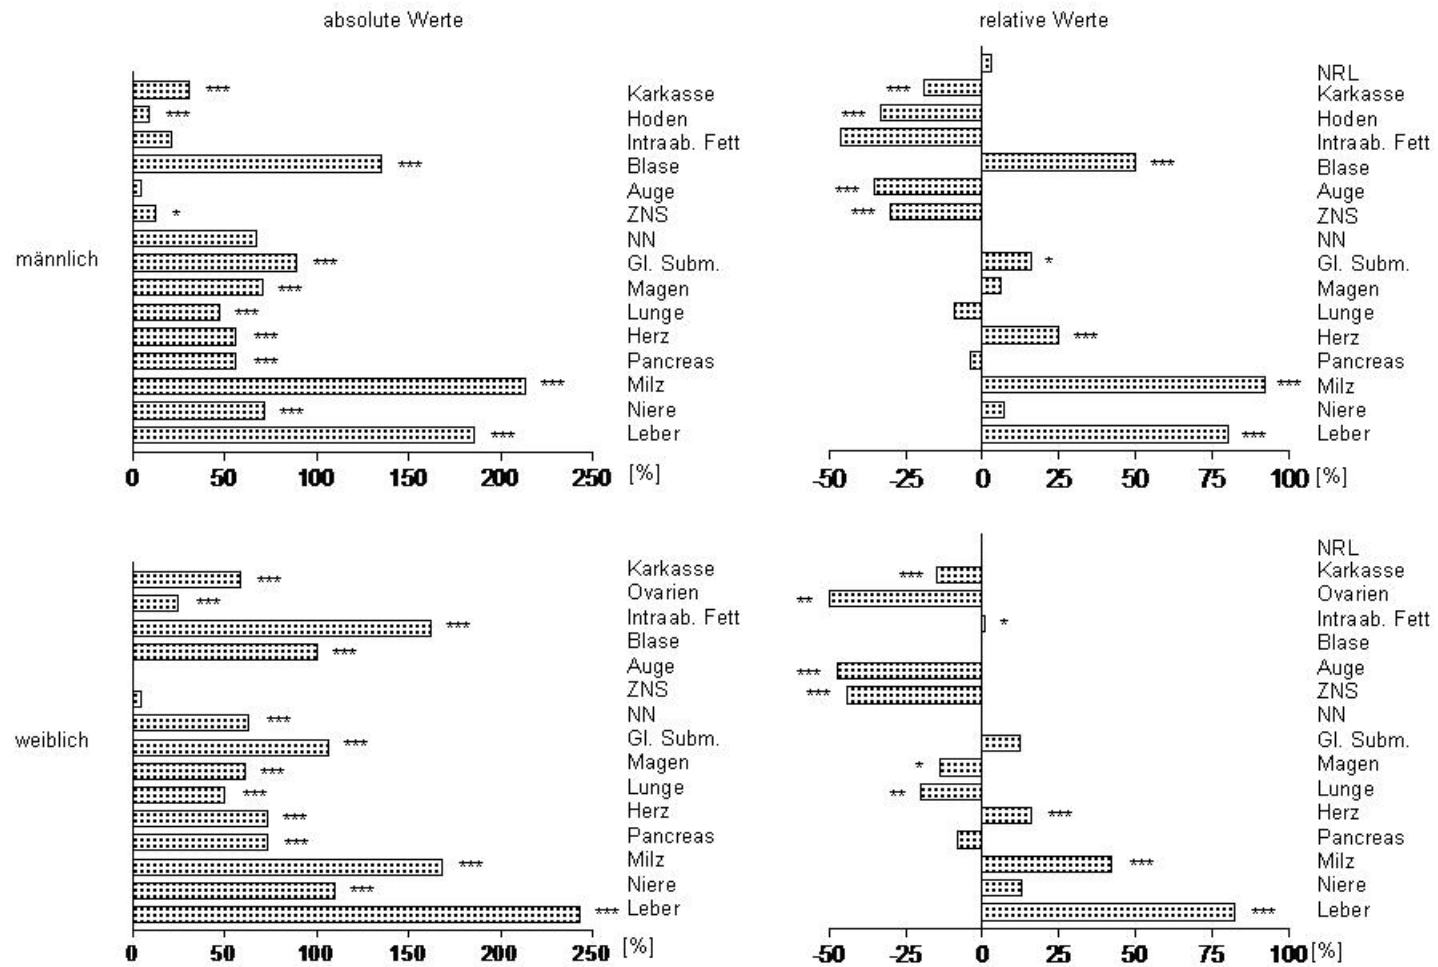 absolute Werte
relative Werte
männlich
*** Karkasse
*** Hoden
Intraab. Fett
*** Blase
Auge
* ZNS
NN
*** Gl. Subm.
*** Magen
*** Lunge
*** Herz
*** Pancreas
*** Milz
*** Niere
*** Leber
0 50 100 150 200 250 [%]
NRL
*** Karkasse
*** Hoden
Intraab. Fett
*** Blase
*** Auge
*** ZNS
NN
* Gl. Subm.
Magen
Lunge
*** Herz
Pancreas
*** Milz
Niere
*** Leber
-50 -25 0 25 50 75 100 [%]
weiblich
*** Karkasse
*** Ovarien
*** Intraab. Fett
*** Blase
Auge
ZNS
*** NN
*** Gl. Subm.
*** Magen
*** Lunge
*** Herz
*** Pancreas
*** Milz
*** Niere
*** Leber
0 50 100 150 200 250 [%]
NRL
*** Karkasse
** Ovarien
* Intraab. Fett
Blase
*** Auge
*** ZNS
NN
Gl. Subm.
* Magen
** Lunge
*** Herz
Pancreas
*** Milz
Niere
*** Leber
-50 -25 0 25 50 75 100 [%]